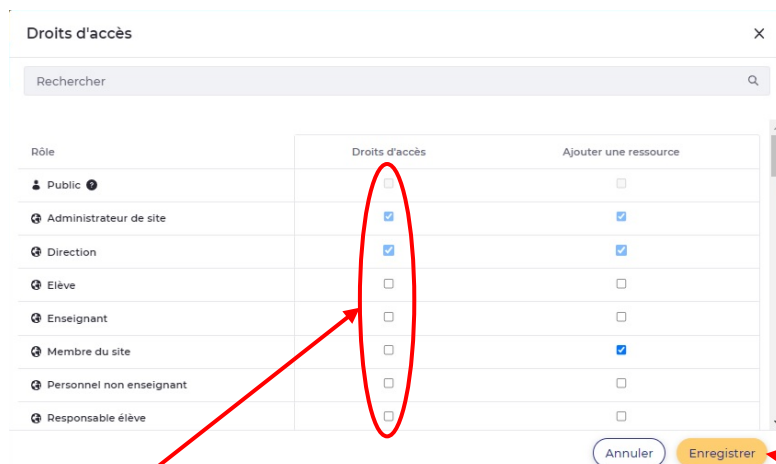 Droits d'accès
Rechercher
Rôle Droits d'accès Ajouter une ressource
Public
Administrateur de site
Direction
Elève
Enseignant
Membre du site
Personnel non enseignant
Responsable élève
Annuler Enregistrer